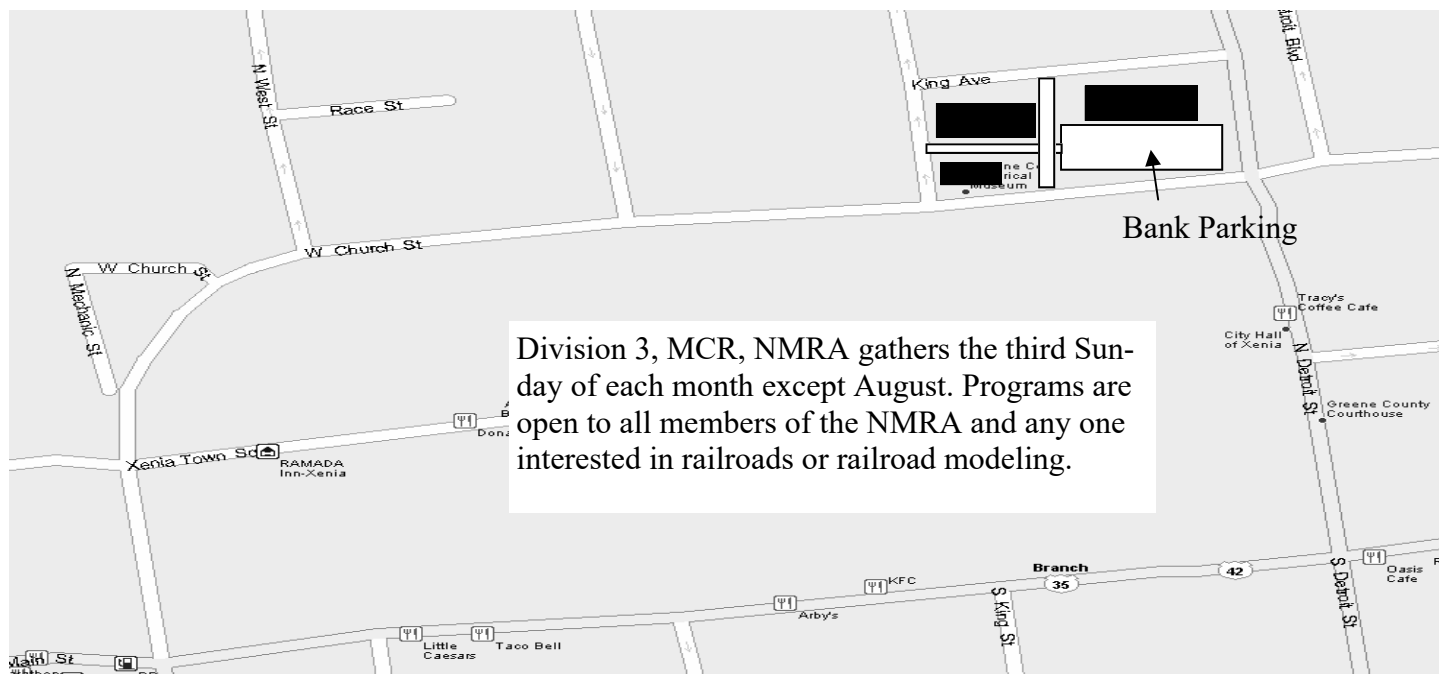 N West St
Race St
King Ave
Museum
Bank Parking
W Church St
W Church St
N Mechanic St
Tracy's
Coffee Cafe
City Hall
of Xenia
N Detroit St
Division 3, MCR, NMRA gathers the third Sun-
day of each month except August. Programs are
open to all members of the NMRA and any one
interested in railroads or railroad modeling.
Greene County
Courthouse
Xenia Town Sq
RAMADA
Inn-Xenia
Branch
35
42
KFC
Arby's
S King St
S Detroit St
Oasis
Cafe
Little
Caesars
Taco Bell
Main St